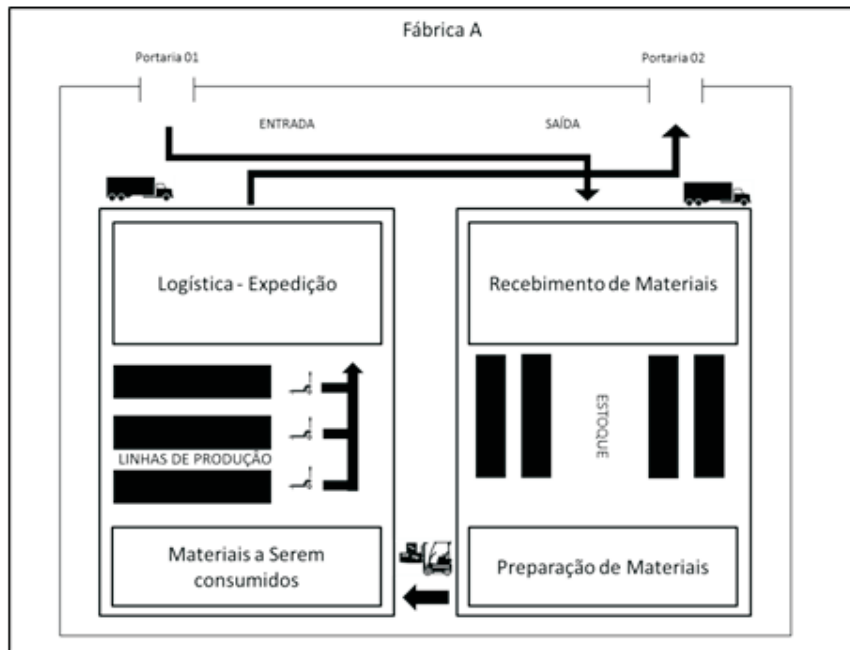 Fábrica A
Portaria 01
Portaria 02
ENTRADA
SAÍDA
Logística - Expedição
Recebimento de Materiais
LINHAS DE PRODUÇÃO
ESTOQUE
Materiais a Serem
consumidos
Preparação de Materiais